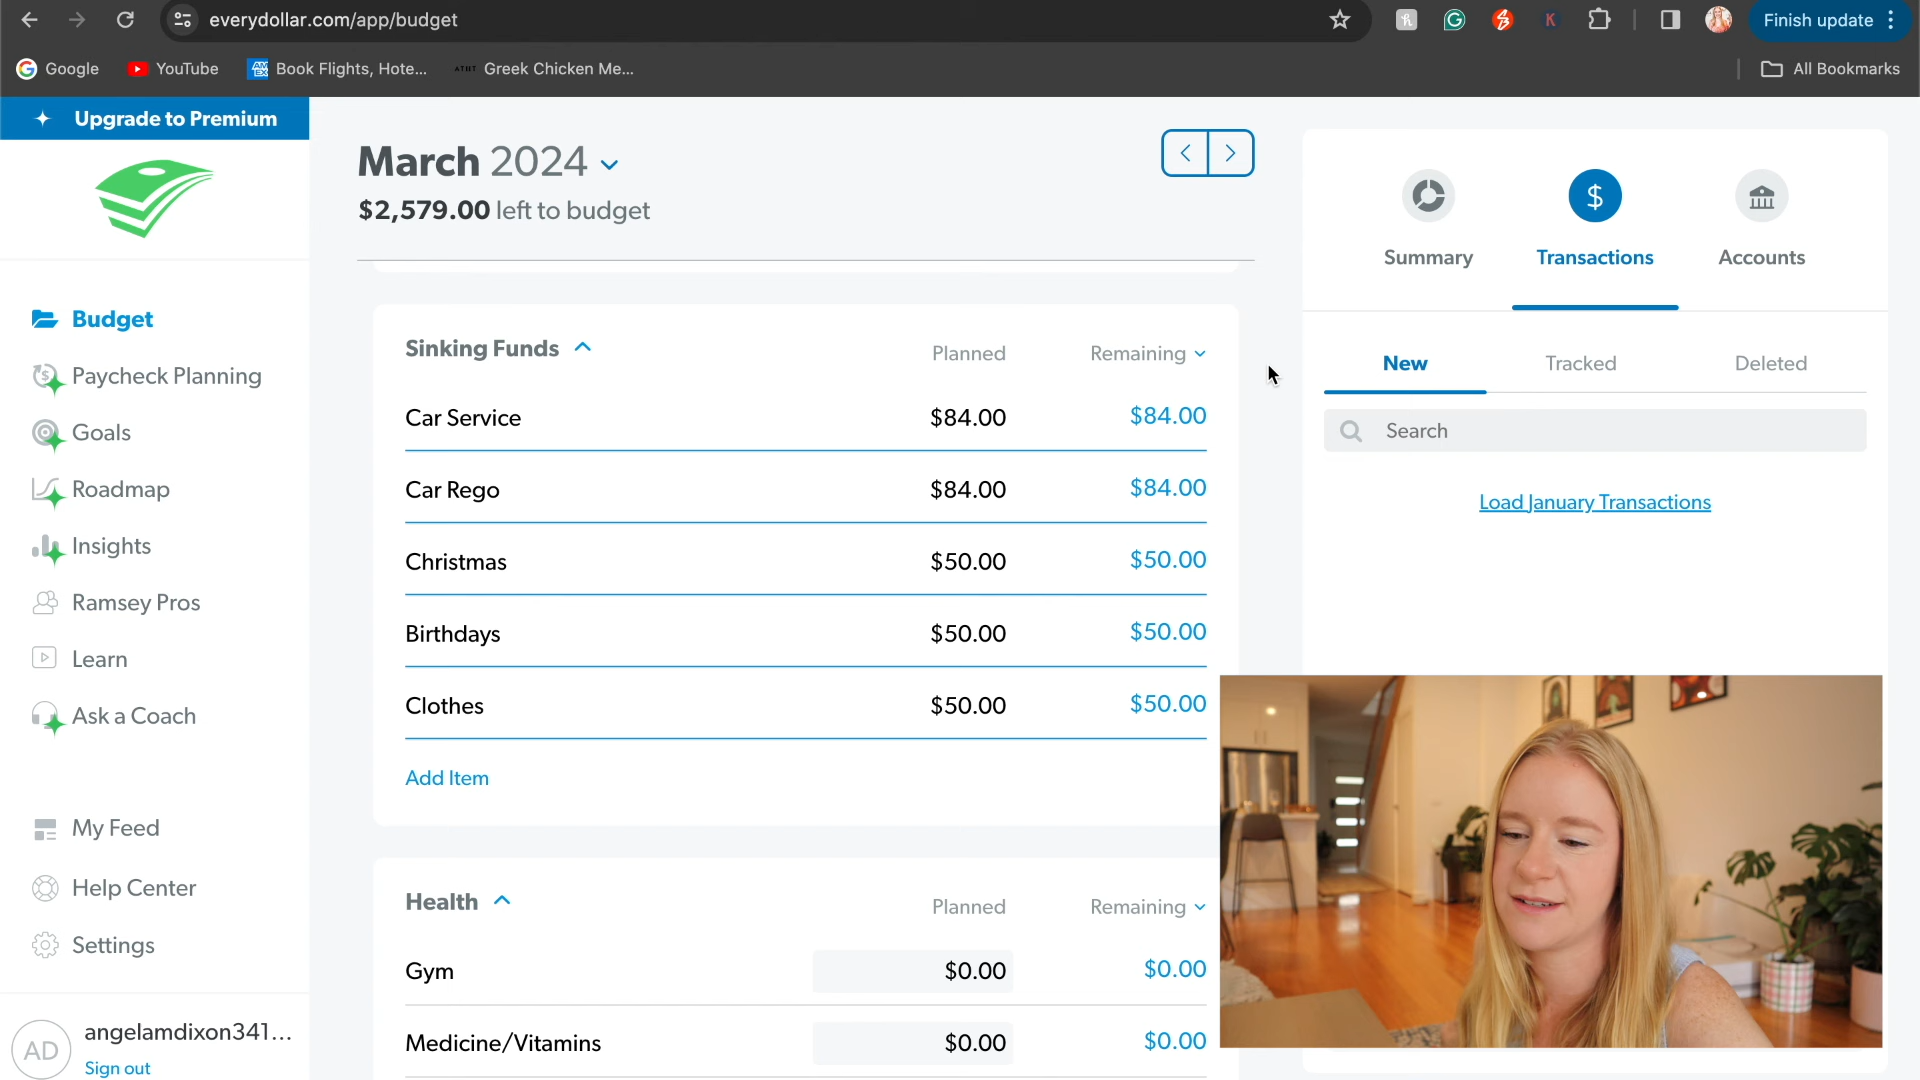 everydollar.com/app/budget
Finish update
Google
YouTube
Book Flights, Hote...
Greek Chicken Me...
All Bookmarks
Upgrade to Premium
Budget
Paycheck Planning
Goals
Roadmap
Insights
Ramsey Pros
Learn
Ask a Coach
My Feed
Help Center
Settings
AD
angelamdixon341...
Sign out
March 2024
$2,579.00 left to budget
Sinking Funds Planned Remaining
Car Service $84.00 $84.00
Car Rego $84.00 $84.00
Christmas $50.00 $50.00
Birthdays $50.00 $50.00
Clothes $50.00 $50.00
Add Item
Health Planned Remaining
Gym $0.00 $0.00
Medicine/Vitamins $0.00 $0.00
$
Summary Transactions Accounts
New Tracked Deleted
Search
Load January Transactions